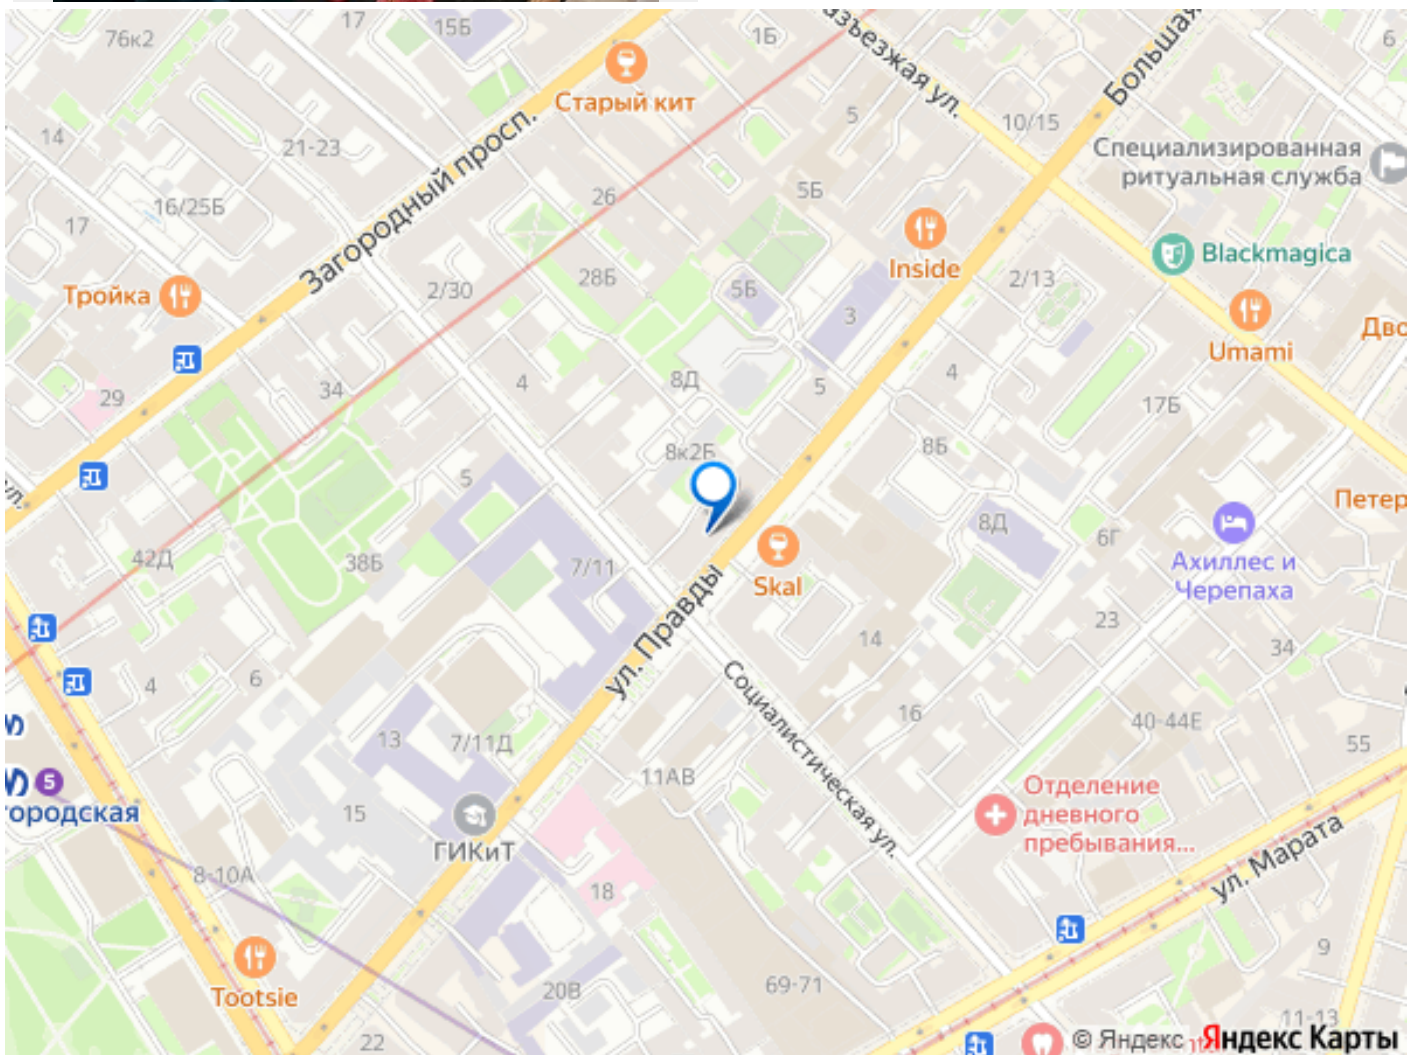 76к2
17
15Б
1Б
Разъезжая ул.
Большая
6
Старый кит
14
21-23
Загородный просп.
5
10/15
Специализированная
ритуальная служба
16/25Б
26
5Б
17
Inside
Blackmagica
Тройка
2/30
28Б
5Б
3
2/13
Umami
Дво
29
34
4
8Д
5
4
17Б
8к2Б
8Б
ул.
5
Петер
42Д
38Б
7/11
Skal
8Д
6Г
Ахиллес и
Черепаха
ул. Правды
23
14
34
4
6
Социалистическая ул.
16
40-44Е
55
13
7/11Д
11АВ
5
городская
15
ГИКиТ
Отделение
дневного
пребывания...
8-10А
18
ул. Марата
Tootsie
20В
69-71
9
22
11-13
© Яндекс
Яндекс Карты